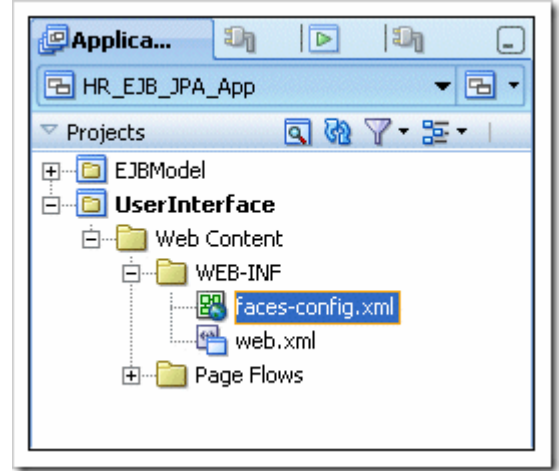 Applica...
HR_EJB_JPA_App
Projects
EJBModel
UserInterface
Web Content
WEB-INF
faces-config.xml
web.xml
Page Flows